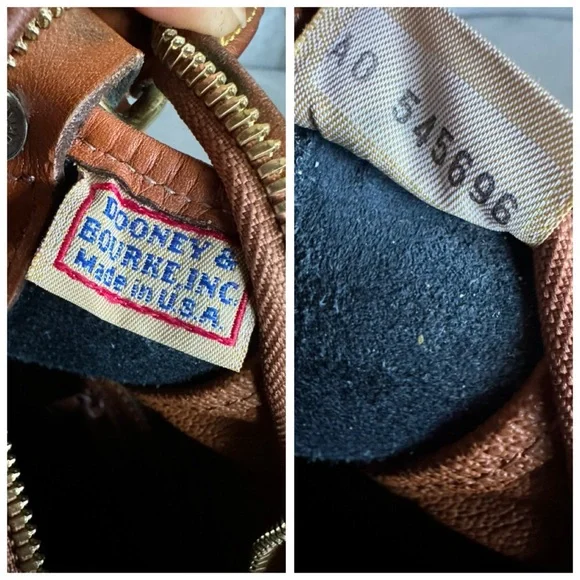 DOONEY &
BOURKE, INC.
Made in U.S.A.
A0 545696